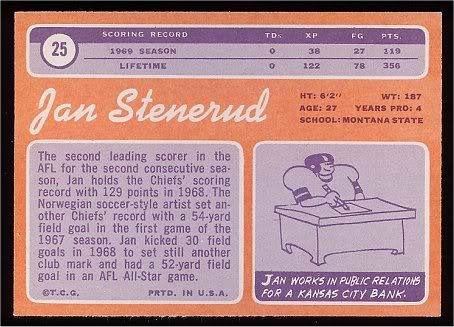 25
SCORING RECORD TDs XP FG PTS.
1969 SEASON 0 38 27 119
LIFETIME 0 122 78 356
Jan Stenerud
HT: 6'2" WT: 187
AGE: 27 YEARS PRO: 4
SCHOOL: MONTANA STATE
The second leading scorer in the
AFL for the second consecutive sea-
son, Jan holds the Chiefs' scoring
record with 129 points in 1968. The
Norwegian soccer-style artist set an-
other Chiefs' record with a 54-yard
field goal in the first game of the
1967 season. Jan kicked 30 field
goals in 1968 to set still another
club mark and had a 52-yard field
goal in an AFL All-Star game.
©T.C.G. PRTD. IN U.S.A.
JAN WORKS IN PUBLIC RELATIONS
FOR A KANSAS CITY BANK.